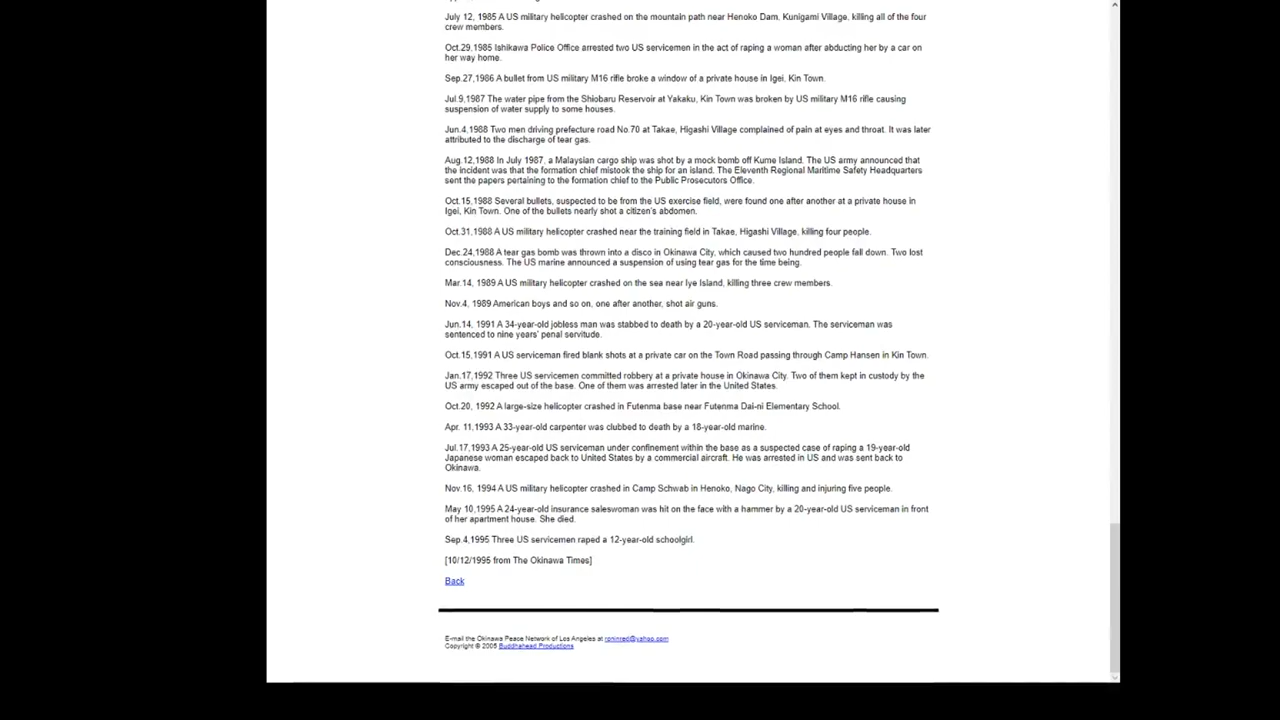 July 12, 1985 A US military helicopter crashed on the mountain path near Henoko Dam. Kunigami Village. killing all of the four
crew members.
Oct.29,1985 Ishikawa Police Office arrested two US servicemen in the act of raping a woman after abducting her by a car on
her way home.
Sep.27,1986 A bullet from US military M16 rifle broke a window of a private house in Igei, Kin Town.
Jul.9,1987 The water pipe from the Shiobaru Reservoir at Yakaku, Kin Town was broken by US military M16 rifle causing
suspension of water supply to some houses.
Jun.4,1988 Two men driving prefecture road No.70 at Takae, Higashi Village complained of pain at eyes and throat. It was later
attributed to the discharge of tear gas.
Aug.12,1988 In July 1987, a Malaysian cargo ship was shot by a mock bomb off Kume Island. The US army announced that
the incident was that the formation chief mistook the ship for an island. The Eleventh Regional Maritime Safety Headquarters
sent the papers pertaining to the formation chief to the Public Prosecutors Office.
Oct.15,1988 Several bullets, suspected to be from the US exercise field, were found one after another at a private house in
Igei, Kin Town. One of the bullets nearly shot a citizen's abdomen.
Oct.31,1988 A US military helicopter crashed near the training field in Takae, Higashi Village, killing four people.
Dec.24,1988 A tear gas bomb was thrown into a disco in Okinawa City, which caused two hundred people fall down. Two lost
consciousness. The US marine announced a suspension of using tear gas for the time being.
Mar.14, 1989 A US military helicopter crashed on the sea near Iye Island, killing three crew members.
Nov.4, 1989 American boys and so on, one after another, shot air guns.
Jun.14, 1991 A 34-year-old jobless man was stabbed to death by a 20-year-old US serviceman. The serviceman was
sentenced to nine years' penal servitude.
Oct.15,1991 A US serviceman fired blank shots at a private car on the Town Road passing through Camp Hansen in Kin Town.
Jan.17,1992 Three US servicemen committed robbery at a private house in Okinawa City. Two of them kept in custody by the
US army escaped out of the base. One of them was arrested later in the United States.
Oct.20, 1992 A large-size helicopter crashed in Futenma base near Futenma Dai-ni Elementary School.
Apr. 11,1993 A 33-year-old carpenter was clubbed to death by a 18-year-old marine.
Jul.17,1993 A 25-year-old US serviceman under confinement within the base as a suspected case of raping a 19-year-old
Japanese woman escaped back to United States by a commercial aircraft. He was arrested in US and was sent back to
Okinawa.
Nov.16, 1994 A US military helicopter crashed in Camp Schwab in Henoko, Nago City, killing and injuring five people.
May 10,1995 A 24-year-old insurance saleswoman was hit on the face with a hammer by a 20-year-old US serviceman in front
of her apartment house. She died.
Sep.4,1995 Three US servicemen raped a 12-year-old schoolgirl.
[10/12/1995 from The Okinawa Times]
Back
E-mail the Okinawa Peace Network of Los Angeles at roninred@yahoo.com
Copyright © 2005 Buddhahead Productions